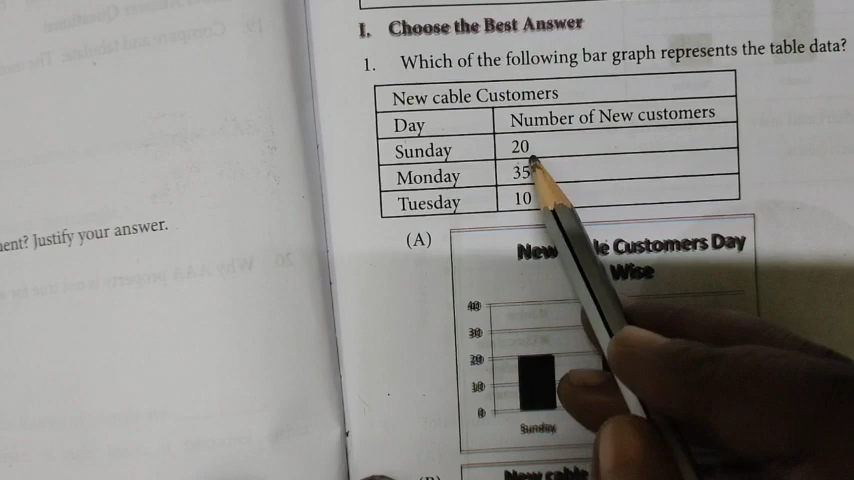 I. Choose the Best Answer
1. Which of the following bar graph represents the table data?
New cable Customers
Day Number of New customers
Sunday 20
Monday 35
Tuesday 10
ent? Justify your answer.
(A)
New le Customers Day
Wise
40
30
20
10
0
Sunday
New cable